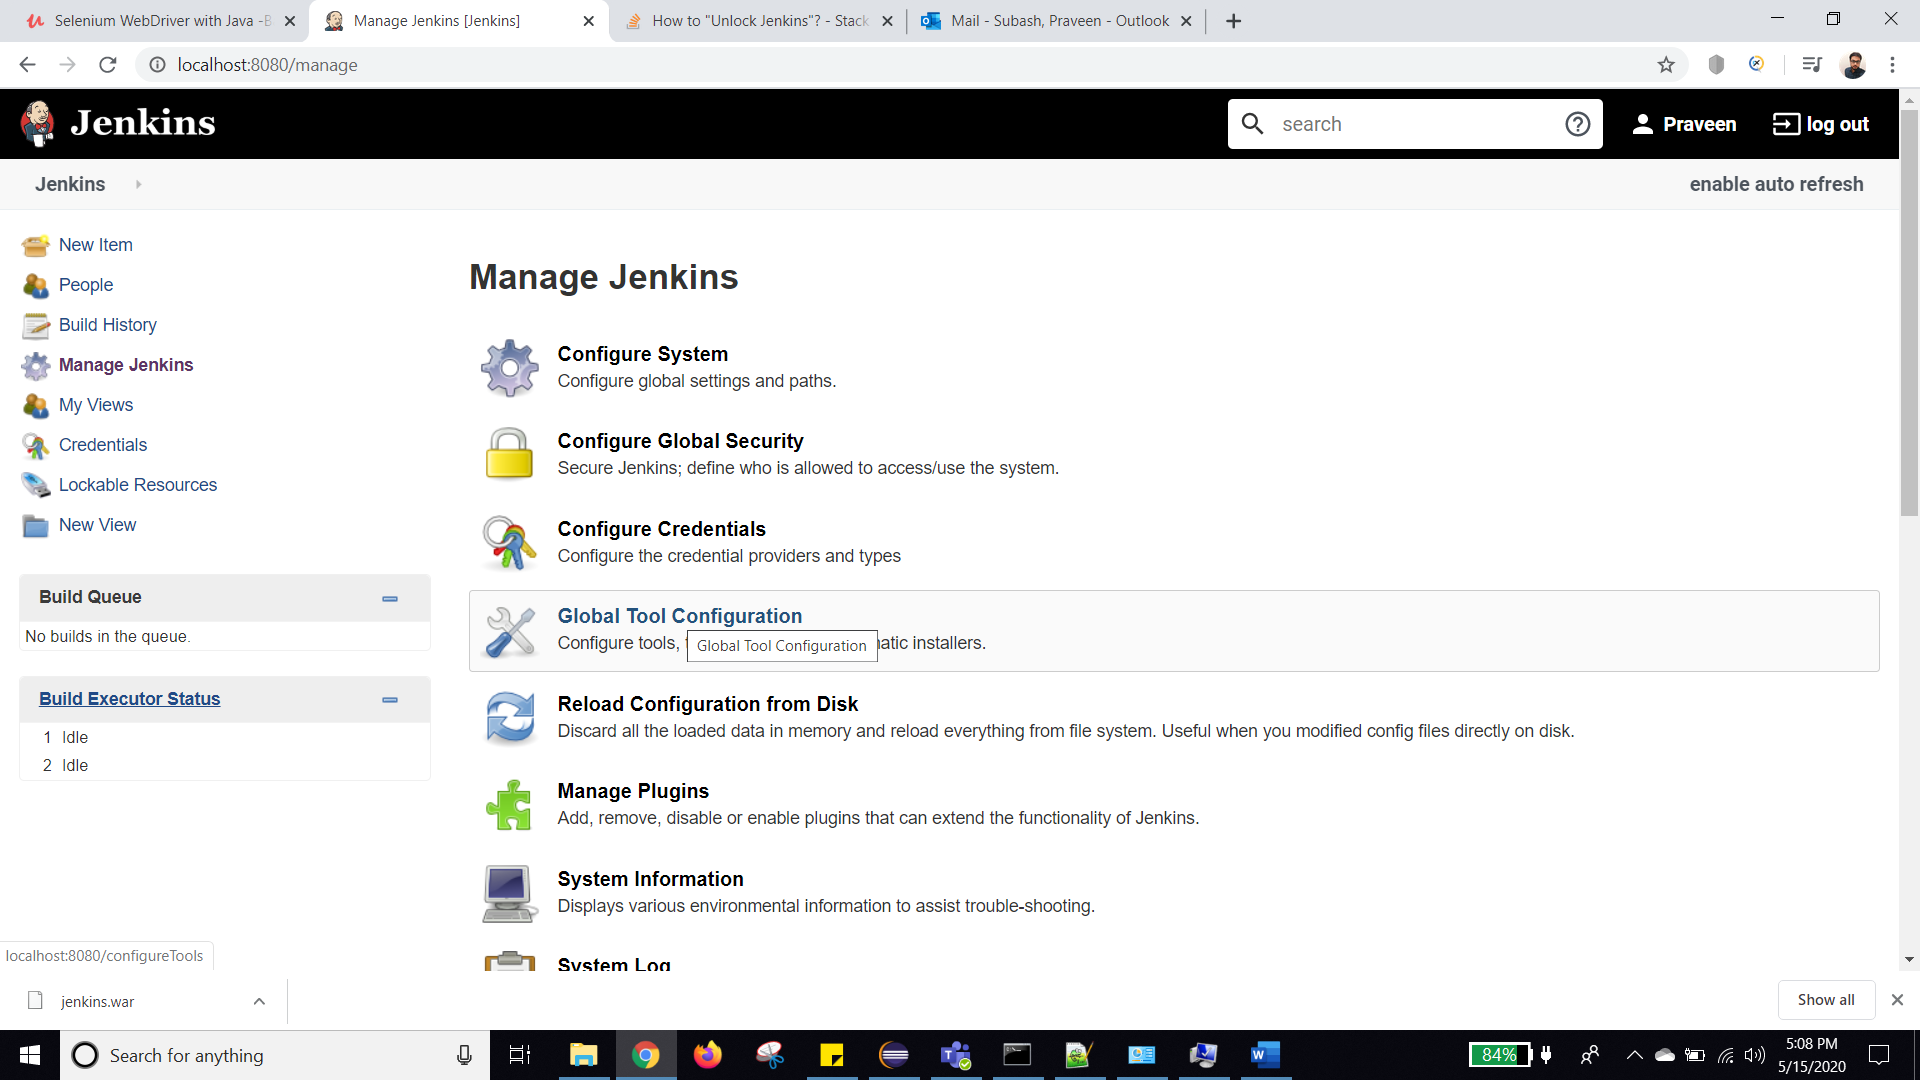 Selenium WebDriver with Java -B
Manage Jenkins [Jenkins]
How to "Unlock Jenkins"? - Stack
Mail - Subash, Praveen - Outlook
localhost:8080/manage
Jenkins
search
Praveen
log out
Jenkins
enable auto refresh
New Item
People
Build History
Manage Jenkins
My Views
Credentials
Lockable Resources
New View
Build Queue
No builds in the queue.
Build Executor Status
1 Idle
2 Idle
Manage Jenkins
Configure System
Configure global settings and paths.
Configure Global Security
Secure Jenkins; define who is allowed to access/use the system.
Configure Credentials
Configure the credential providers and types
Global Tool Configuration
Configure tools, Global Tool Configuration atic installers.
Reload Configuration from Disk
Discard all the loaded data in memory and reload everything from file system. Useful when you modified config files directly on disk.
Manage Plugins
Add, remove, disable or enable plugins that can extend the functionality of Jenkins.
System Information
Displays various environmental information to assist trouble-shooting.
System Log
localhost:8080/configureTools
jenkins.war
Show all
Search for anything
84%
5:08 PM
5/15/2020